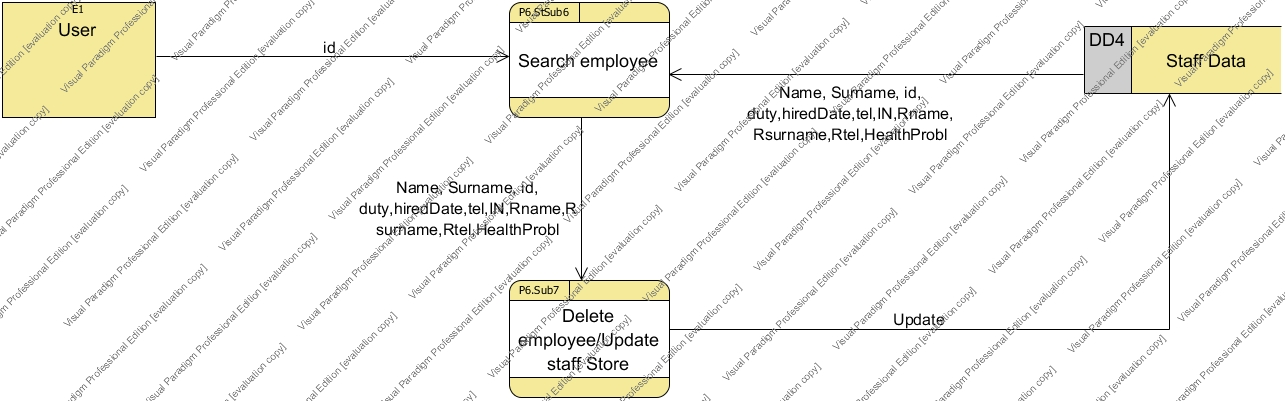 E1
User
id
P6.StSub6
Search employee
DD4
Staff Data
Name, Surname, id,
duty,hiredDate,tel,IN,Rname,
Rsurname,Rtel,HealthProbl
Name, Surname, id,
duty,hiredDate,tel,IN,Rname,R
surname,Rtel,HealthProbl
P6.Sub7
Delete
employee/Update
staff Store
Update
Visual Paradigm Professional Edition [evaluation copy]